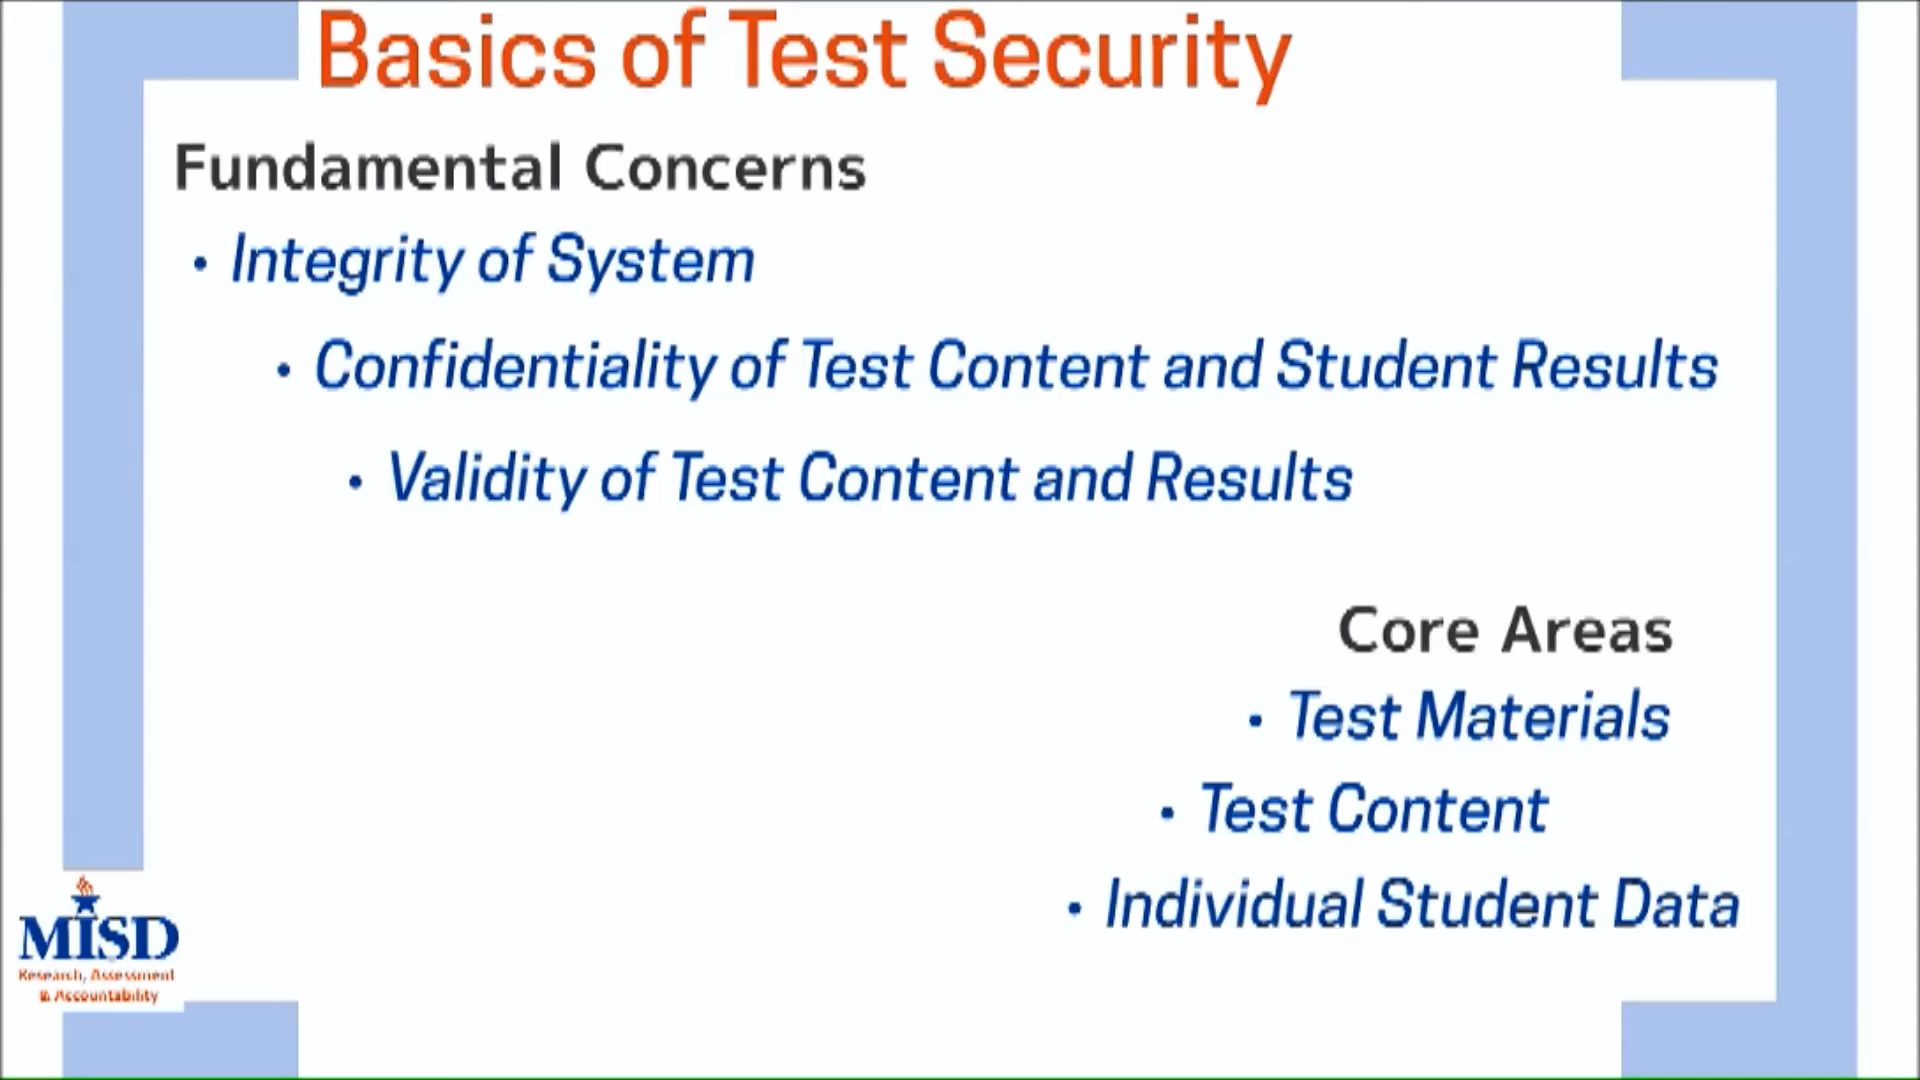 Basics of Test Security
Fundamental Concerns
• Integrity of System
• Confidentiality of Test Content and Student Results
• Validity of Test Content and Results
Core Areas
• Test Materials
• Test Content
• Individual Student Data
MISD
Research, Assessment
& Accountability